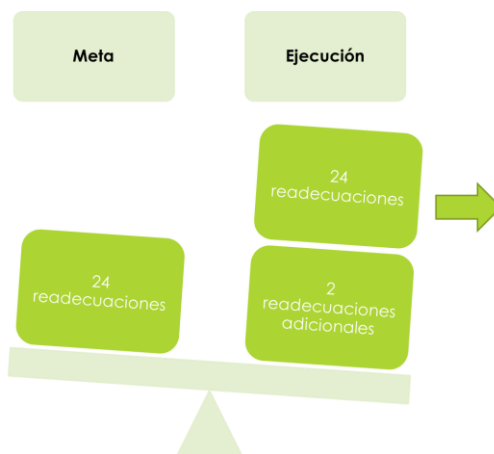 Meta
Ejecución
24
readecuaciones
24
readecuaciones
2
readecuaciones
adicionales